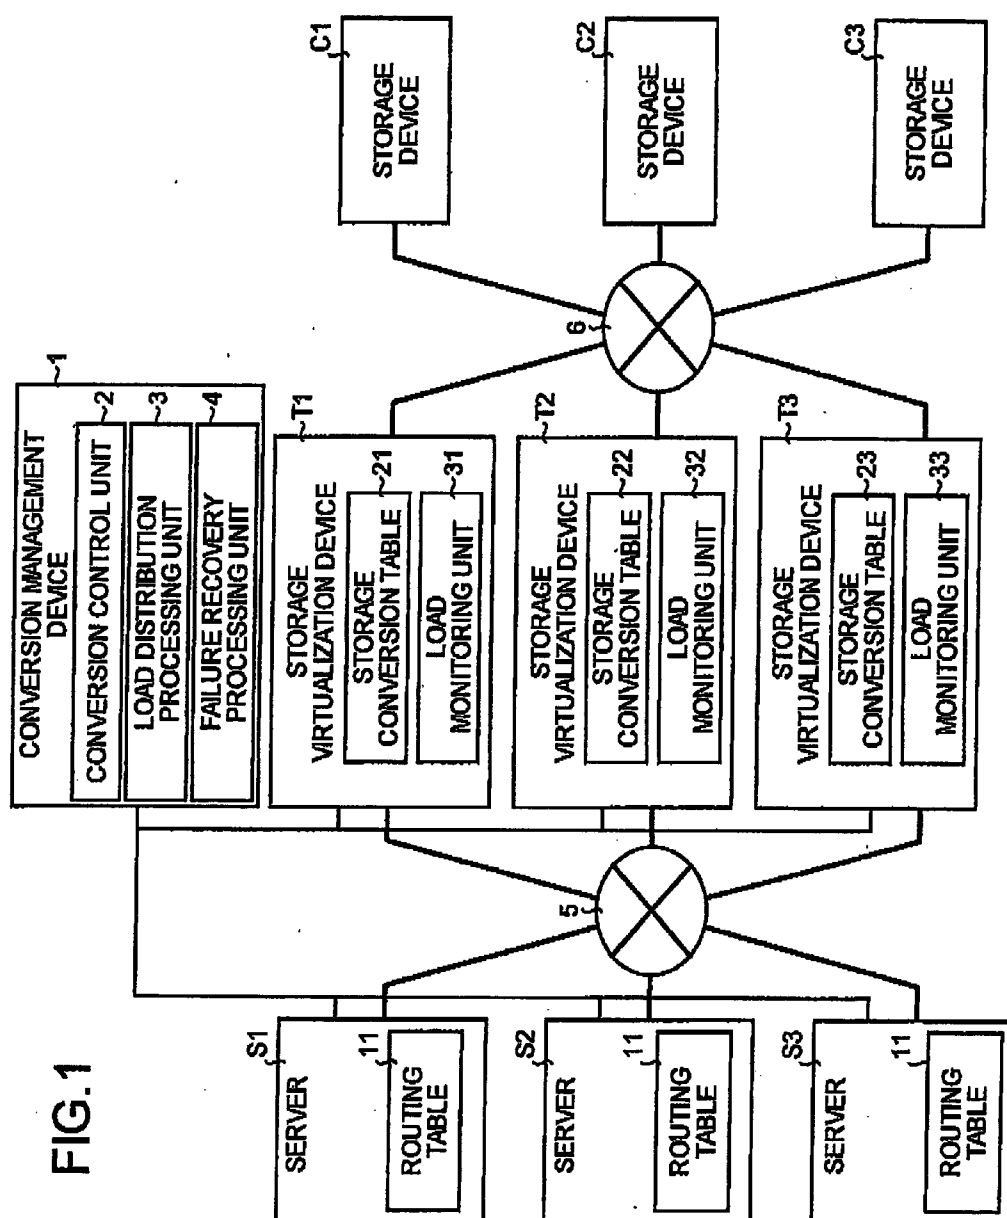 FIG.1
CONVERSION MANAGEMENT
DEVICE
1
CONVERSION CONTROL UNIT
2
LOAD DISTRIBUTION
PROCESSING UNIT
3
FAILURE RECOVERY
PROCESSING UNIT
4
S1
SERVER
11
ROUTING
TABLE
S2
SERVER
11
ROUTING
TABLE
S3
SERVER
11
ROUTING
TABLE
5
T1
STORAGE
VIRTUALIZATION DEVICE
STORAGE
CONVERSION TABLE
21
LOAD
MONITORING UNIT
31
T2
STORAGE
VIRTUALIZATION DEVICE
STORAGE
CONVERSION TABLE
22
LOAD
MONITORING UNIT
32
T3
STORAGE
VIRTUALIZATION DEVICE
STORAGE
CONVERSION TABLE
23
LOAD
MONITORING UNIT
33
6
C1
STORAGE
DEVICE
C2
STORAGE
DEVICE
C3
STORAGE
DEVICE